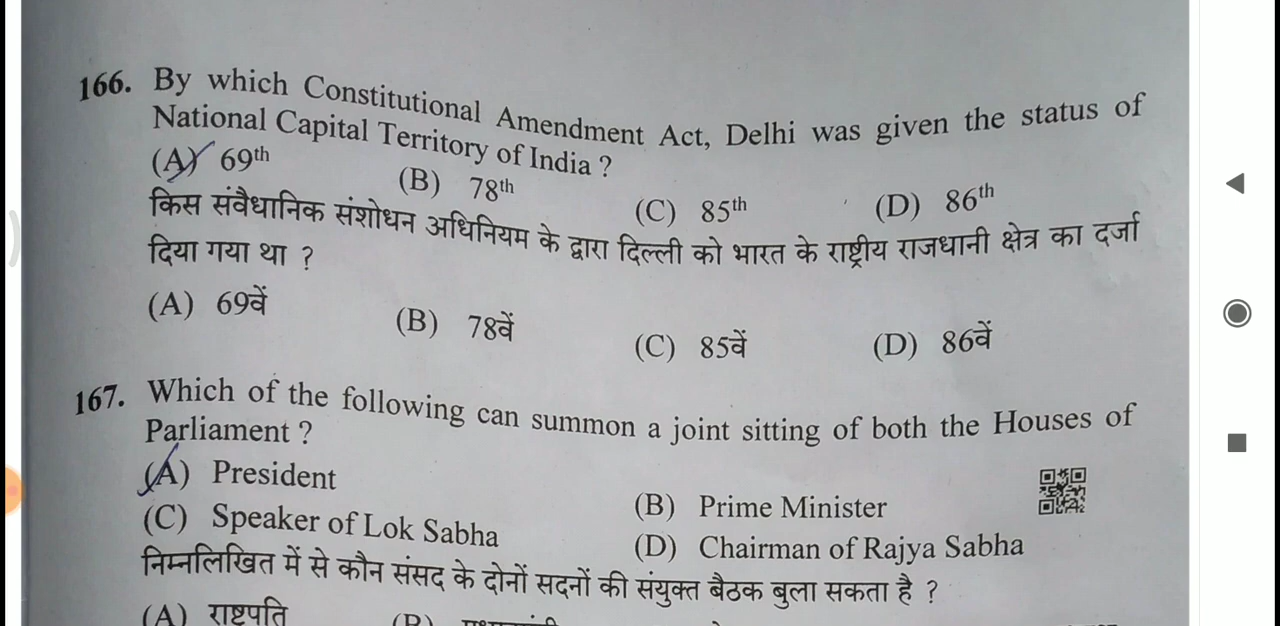 166. By which Constitutional Amendment Act, Delhi was given the status of
National Capital Territory of India ?
(A) 69th (B) 78th (C) 85th (D) 86th
किस संवैधानिक संशोधन अधिनियम के द्वारा दिल्ली को भारत के राष्ट्रीय राजधानी क्षेत्र का दर्जा
दिया गया था ?
(A) 69वें (B) 78वें (C) 85वें (D) 86वें
167. Which of the following can summon a joint sitting of both the Houses of
Parliament ?
(A) President (B) Prime Minister
(C) Speaker of Lok Sabha (D) Chairman of Rajya Sabha
निम्नलिखित में से कौन संसद के दोनों सदनों की संयुक्त बैठक बुला सकता है ?
(A) राष्ट्रपति (B)